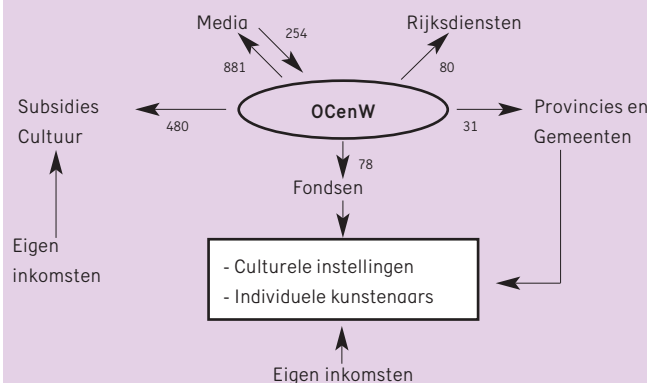 Media
254
Rijksdiensten
881
80
OCenW
Subsidies
Cultuur
480
31
Provincies en
Gemeenten
78
Fondsen
Eigen
inkomsten
- Culturele instellingen
- Individuele kunstenaars
Eigen inkomsten